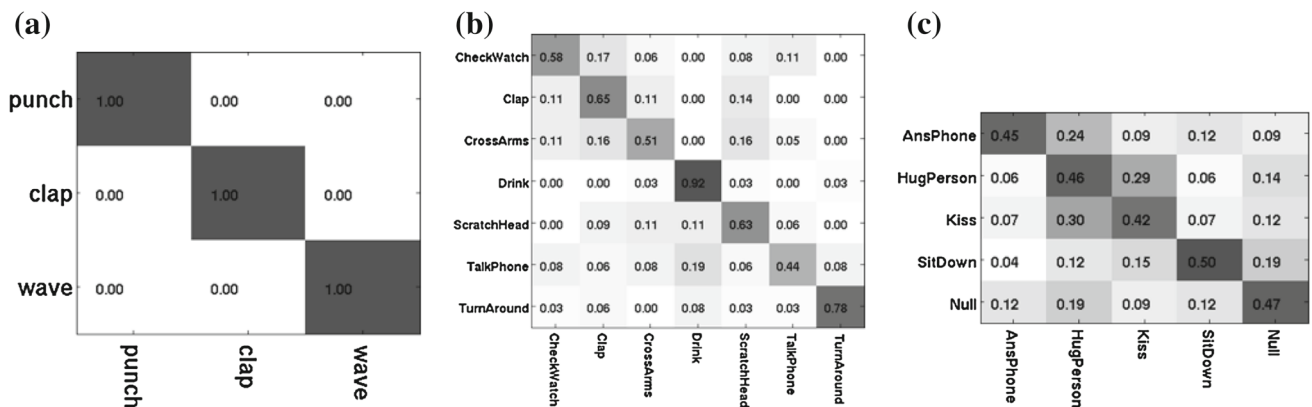 (a)
punch 1.00 0.00 0.00
clap 0.00 1.00 0.00
wave 0.00 0.00 1.00
punch clap wave
(b)
CheckWatch 0.58 0.17 0.06 0.00 0.08 0.11 0.00
Clap 0.11 0.65 0.11 0.00 0.14 0.00 0.00
CrossArms 0.11 0.16 0.51 0.00 0.16 0.05 0.00
Drink 0.00 0.00 0.03 0.92 0.03 0.00 0.03
ScratchHead 0.00 0.09 0.11 0.11 0.63 0.06 0.00
TalkPhone 0.08 0.06 0.08 0.19 0.06 0.44 0.08
TurnAround 0.03 0.06 0.00 0.08 0.03 0.03 0.78
CheckWatch Clap CrossArms Drink ScratchHead TalkPhone TurnAround
(c)
AnsPhone 0.45 0.24 0.09 0.12 0.09
HugPerson 0.06 0.46 0.29 0.06 0.14
Kiss 0.07 0.30 0.42 0.07 0.12
SitDown 0.04 0.12 0.15 0.50 0.19
Null 0.12 0.19 0.09 0.12 0.47
AnsPhone HugPerson Kiss SitDown Null